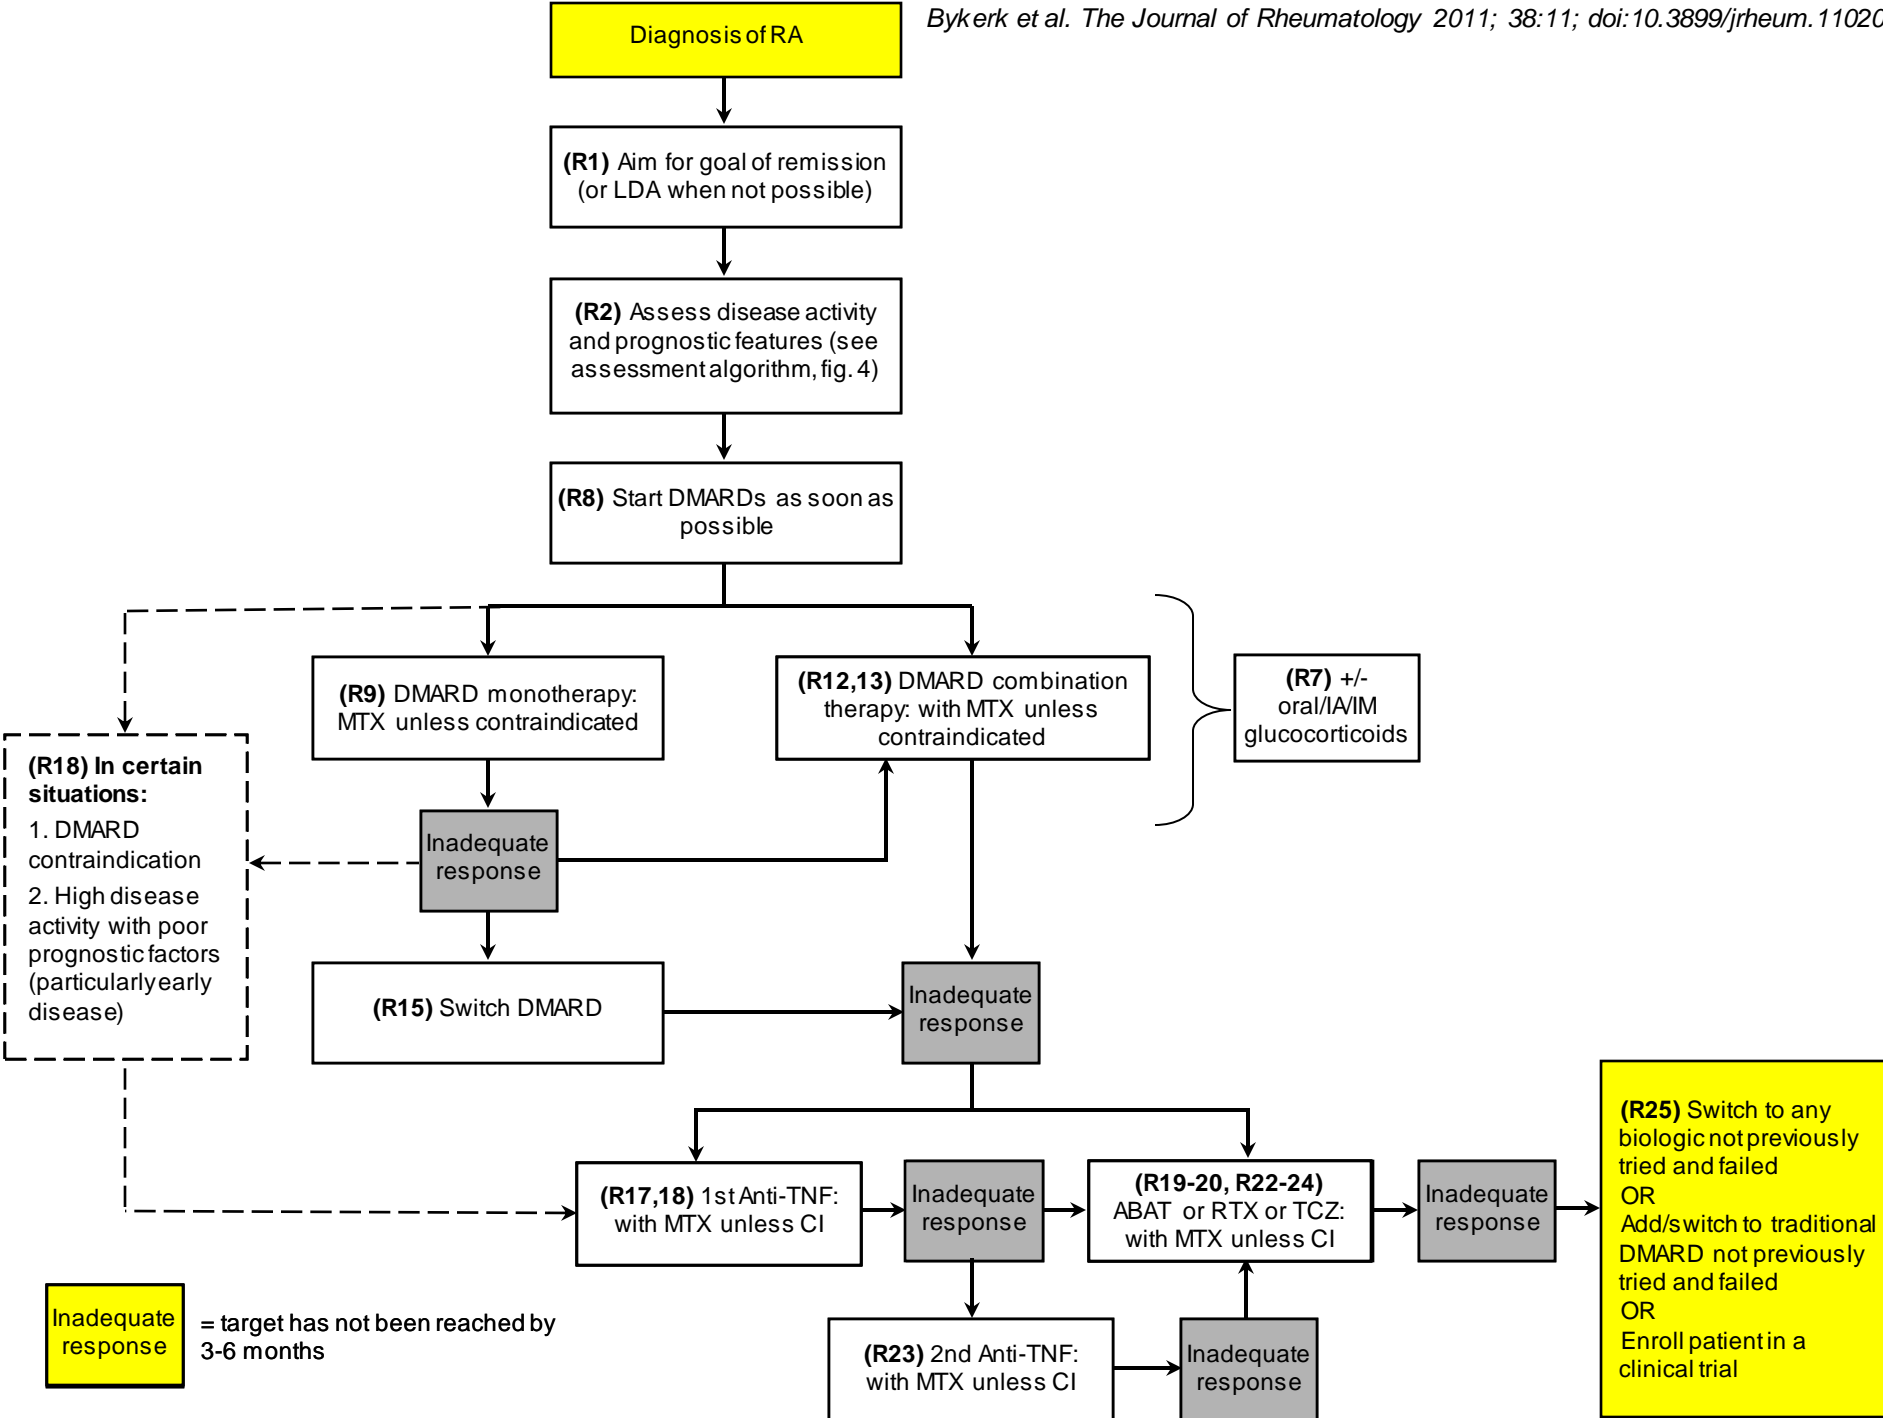 Bykerk et al. The Journal of Rheumatology 2011; 38:11; doi:10.3899/jrheum.11020
Diagnosis of RA
(R1) Aim for goal of remission
(or LDA when not possible)
(R2) Assess disease activity
and prognostic features (see
assessment algorithm, fig. 4)
(R8) Start DMARDs as soon as
possible
(R9) DMARD monotherapy:
MTX unless contraindicated
(R12,13) DMARD combination
therapy: with MTX unless
contraindicated
(R7) +/-
oral/IA/IM
glucocorticoids
(R18) In certain
situations:
1. DMARD
contraindication
2. High disease
activity with poor
prognostic factors
(particularly early
disease)
Inadequate
response
(R15) Switch DMARD
Inadequate
response
(R17,18) 1st Anti-TNF:
with MTX unless CI
Inadequate
response
(R19-20, R22-24)
ABAT or RTX or TCZ:
with MTX unless CI
Inadequate
response
(R25) Switch to any
biologic not previously
tried and failed
OR
Add/switch to traditional
DMARD not previously
tried and failed
OR
Enroll patient in a
clinical trial
Inadequate
response
= target has not been reached by
3-6 months
(R23) 2nd Anti-TNF:
with MTX unless CI
Inadequate
response